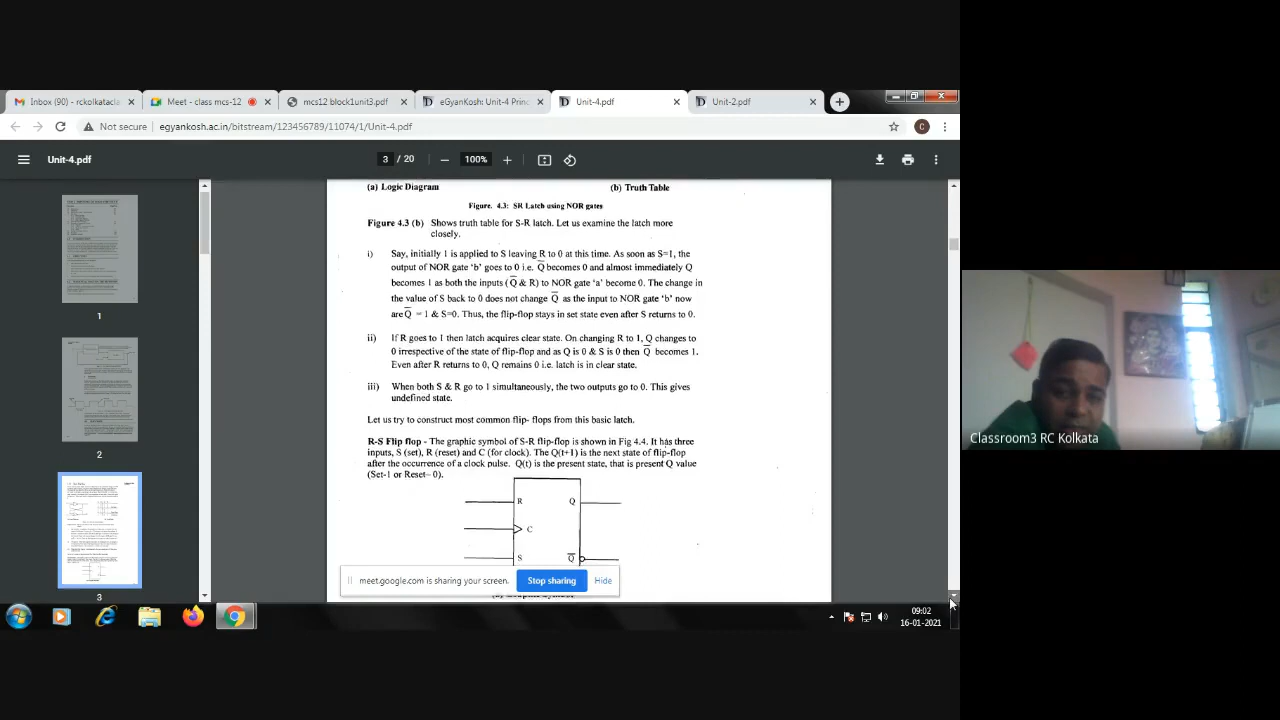 Inbox (90) - rckolkatacla
Meet - class mcs-12
mcs12 block1unit3.pdf
eGyanKosh: Unit-4 Princ
Unit-4.pdf
Unit-2.pdf
Not secure
egyankosh.ac.in/bitstream/123456789/11074/1/Unit-4.pdf
C
Unit-4.pdf
3 / 20
100%
1
2
3
(a) Logic Diagram
(b) Truth Table
Figure. 4.3: SR Latch using NOR gates
Figure 4.3 (b) Shows truth table for S-R latch. Let us examine the latch more
closely.
i) Say, initially 1 is applied to S leaving R to 0 at this time. As soon as S=1, the
output of NOR gate 'b' goes to 0 i.e. Q̅ becomes 0 and almost immediately Q
becomes 1 as both the inputs (Q̅ & R) to NOR gate 'a' become 0. The change in
the value of S back to 0 does not change Q̅ as the input to NOR gate 'b' now
are Q̅ = 1 & S=0. Thus, the flip-flop stays in set state even after S returns to 0.
ii) If R goes to 1 then latch acquires clear state. On changing R to 1, Q changes to
0 irrespective of the state of flip-flop and as Q is 0 & S is 0 then Q̅ becomes 1.
Even after R returns to 0, Q remains 0 i.e. latch is in clear state.
iii) When both S & R go to 1 simultaneously, the two outputs go to 0. This gives
undefined state.
Let us try to construct most common flip- flops from this basic latch.
R-S Flip flop - The graphic symbol of S-R flip-flop is shown in Fig 4.4. It has three
inputs, S (set), R (reset) and C (for clock). The Q(t+1) is the next state of flip-flop
after the occurrence of a clock pulse. Q(t) is the present state, that is present Q value
(Set-1 or Reset-0).
R Q
C
S Q̅
meet.google.com is sharing your screen.
Stop sharing
Hide
Classroom3 RC Kolkata
09:02
16-01-2021